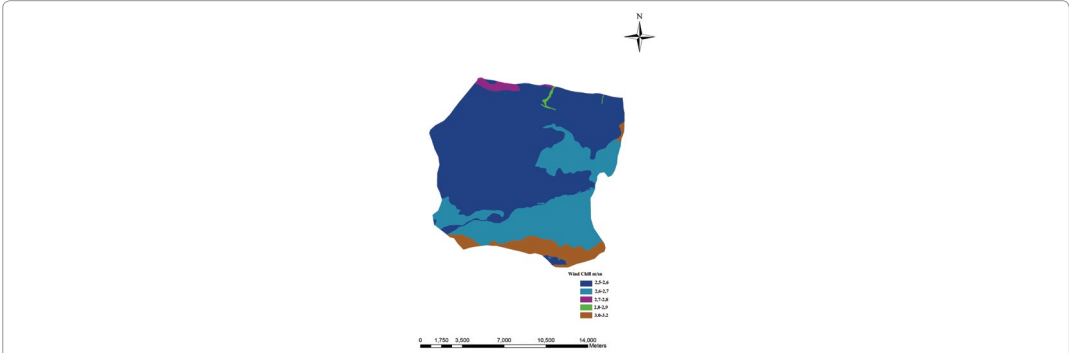 N
Wind Chill m/se
2,5-2,6
2,6-2,7
2,7-2,8
2,8-2,9
3,0-3,2
0 1,750 3,500 7,000 10,500 14,000
Meters